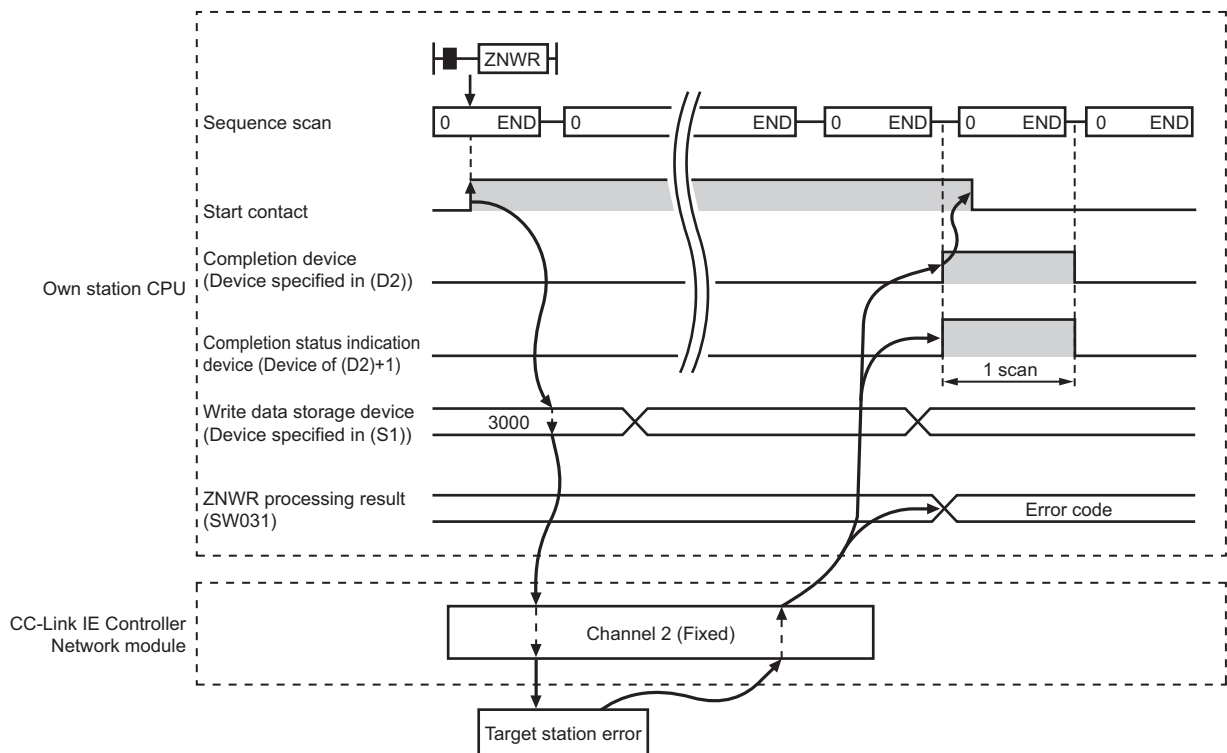 ZNWR
Sequence scan
0 END 0 END 0 END 0 END 0 END
Start contact
Completion device
(Device specified in (D2))
Own station CPU
Completion status indication
device (Device of (D2)+1)
1 scan
Write data storage device
(Device specified in (S1))
3000
ZNWR processing result
(SW031)
Error code
CC-Link IE Controller
Network module
Channel 2 (Fixed)
Target station error